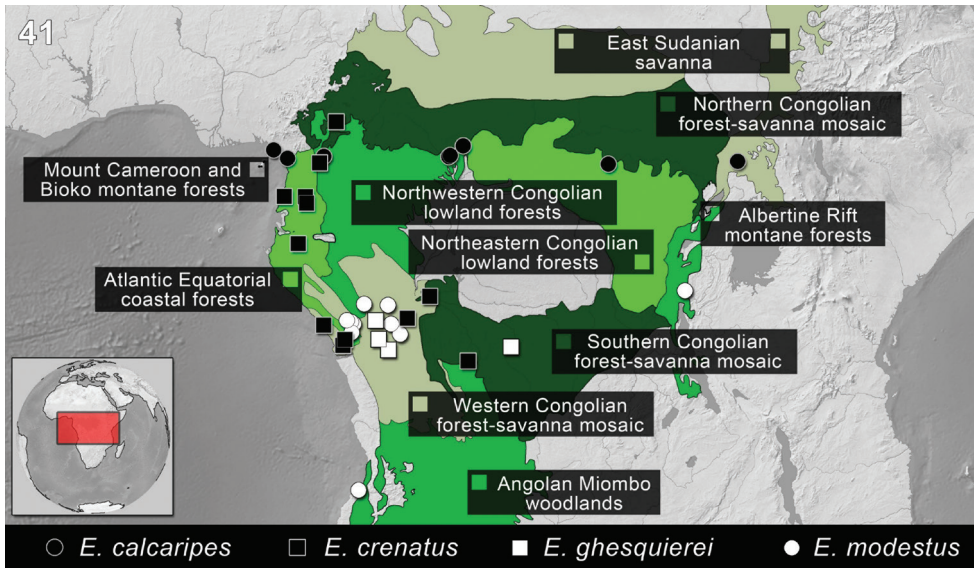 41
East Sudanian
savanna
Northern Congolian
forest-savanna mosaic
Mount Cameroon and
Bioko montane forests
Northwestern Congolian
lowland forests
Albertine Rift
montane forests
Northeastern Congolian
lowland forests
Atlantic Equatorial
coastal forests
Southern Congolian
forest-savanna mosaic
Western Congolian
forest-savanna mosaic
Angolan Miombo
woodlands
E. calcaripes
E. crenatus
E. ghesquierei
E. modestus